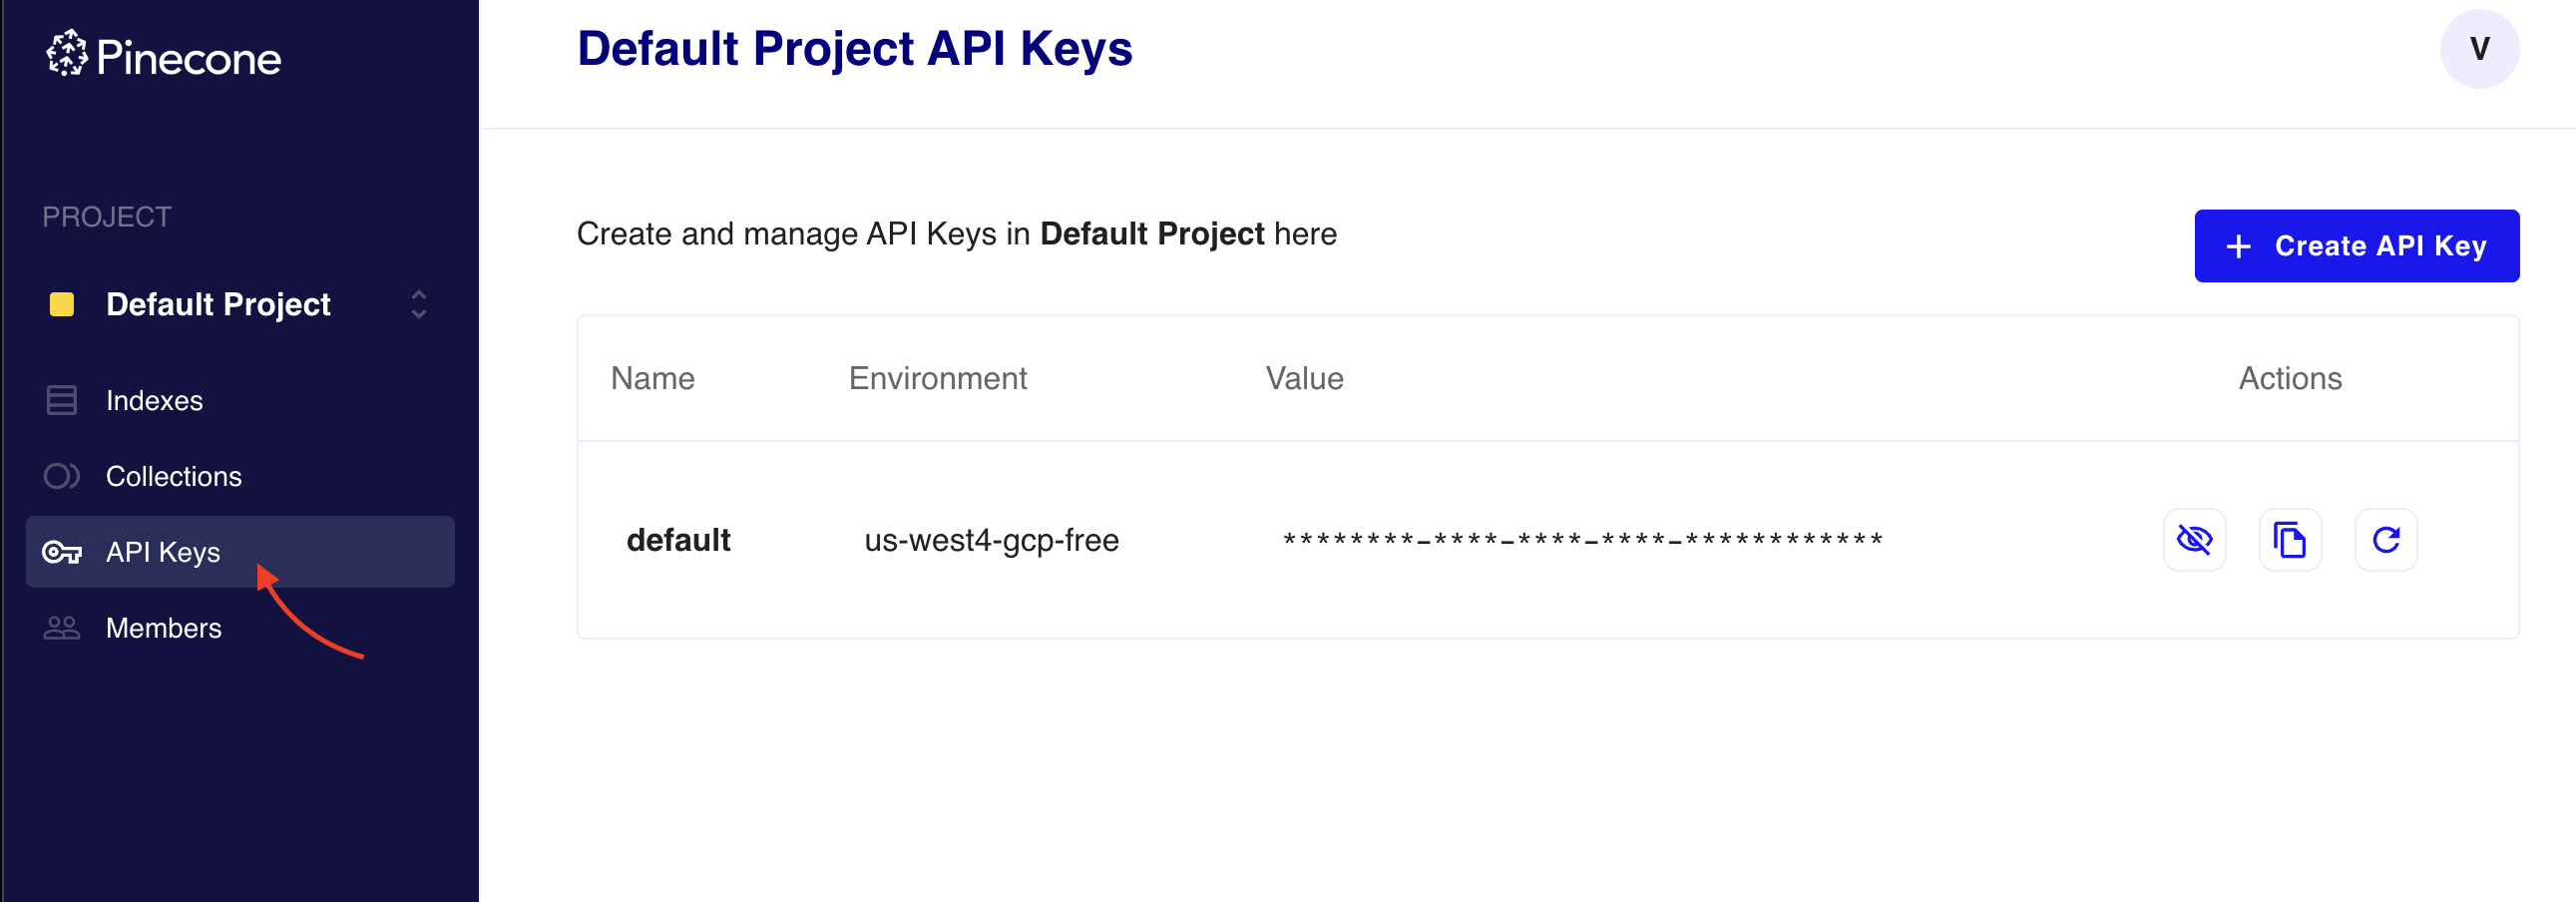 Pinecone
PROJECT
Default Project
Indexes
Collections
API Keys
Members
Default Project API Keys
V
Create and manage API Keys in Default Project here
+ Create API Key
Name Environment Value Actions
default us-west4-gcp-free ********-****-****-****-************